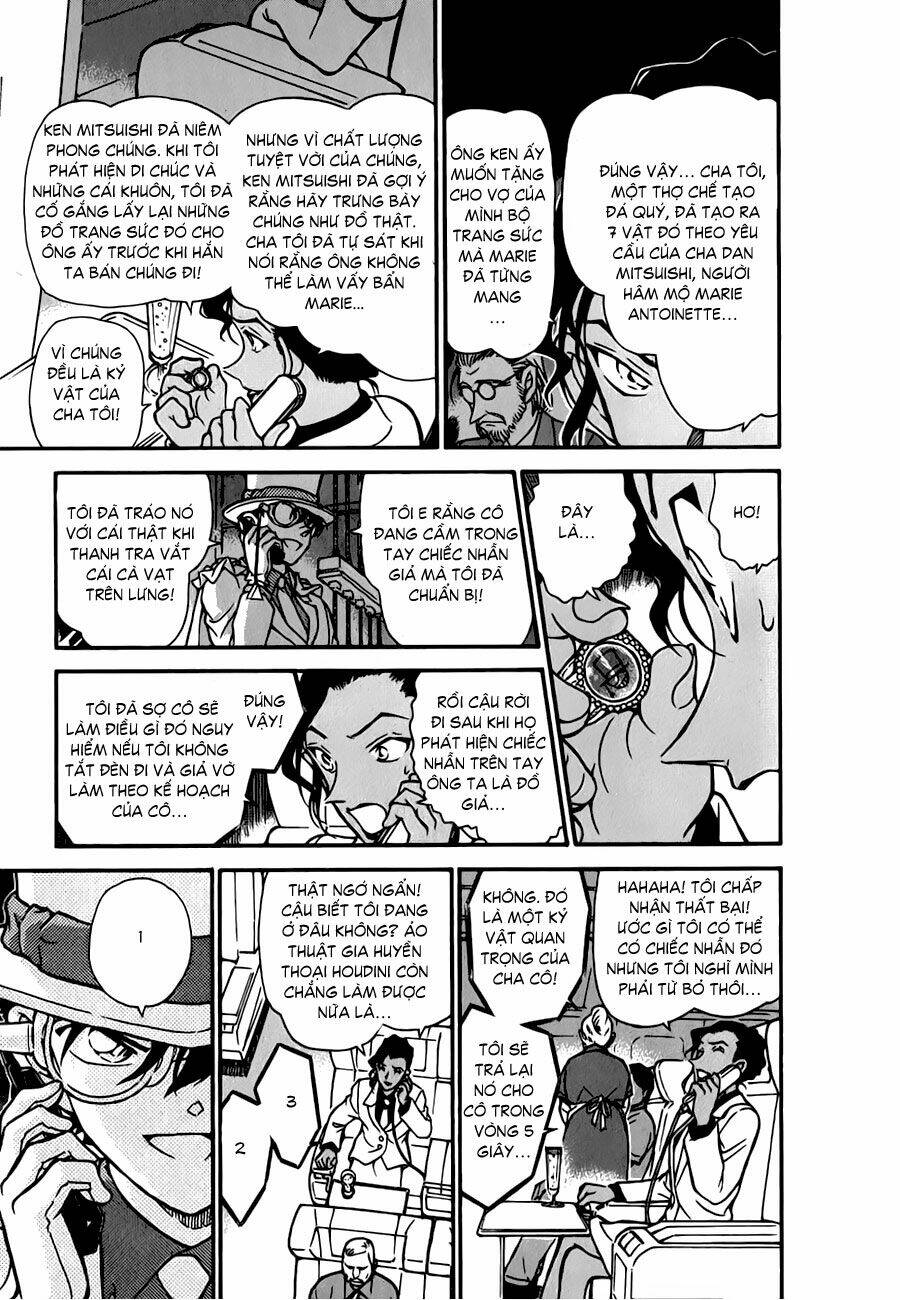 ĐÚNG VẬY... CHA TÔI,
MỘT THỢ CHẾ TẠO
ĐÁ QUÝ, ĐÃ TẠO RA
7 VẬT ĐÓ THEO YÊU
CẦU CỦA CHA DAN
MITSUISHI, NGƯỜI
HÂM MỘ MARIE
ANTOINETTE...
ÔNG KEN ẤY
MUỐN TẶNG
CHO VỢ CỦA
MÌNH BỘ
TRANG SỨC
MÀ MARIE
ĐÃ TỪNG
MANG
...
NHƯNG VÌ CHẤT LƯỢNG
TUYỆT VỜI CỦA CHÚNG,
KEN MITSUISHI ĐÃ GỢI Ý
RẰNG HÃY TRƯNG BÀY
CHÚNG NHƯ ĐỒ THẬT.
CHA TÔI ĐÃ TỰ SÁT KHI
NÓI RẰNG ÔNG KHÔNG
THỂ LÀM VẤY BẨN
MARIE...
KEN MITSUISHI ĐÃ NIÊM
PHONG CHÚNG. KHI TÔI
PHÁT HIỆN DI CHÚC VÀ
NHỮNG CÁI KHUÔN, TÔI ĐÃ
CỐ GẮNG LẤY LẠI NHỮNG
ĐỒ TRANG SỨC ĐÓ CHO
ÔNG ẤY TRƯỚC KHI HẮN
TA BÁN CHÚNG ĐI!
VÌ CHÚNG
ĐỀU LÀ KỶ
VẬT CỦA
CHA TÔI!
HƠ!
ĐÂY
LÀ...
TÔI E RẰNG CÔ
ĐANG CẦM TRONG
TAY CHIẾC NHẪN
GIẢ MÀ TÔI ĐÃ
CHUẨN BỊ!
TÔI ĐÃ TRÁO NÓ
VỚI CÁI THẬT KHI
THANH TRA VẮT
CÁI CÀ VẠT
TRÊN LƯNG!
RỒI CẬU RỜI
ĐI SAU KHI HỌ
PHÁT HIỆN CHIẾC
NHẪN TRÊN TAY
ÔNG TA LÀ ĐỒ
GIẢ...
ĐÚNG
VẬY!
TÔI ĐÃ SỢ CÔ SẼ
LÀM ĐIỀU GÌ ĐÓ NGUY
HIỂM NẾU TÔI KHÔNG
TẮT ĐÈN ĐI VÀ GIẢ VỜ
LÀM THEO KẾ HOẠCH
CỦA CÔ...
HAHAHA! TÔI CHẤP
NHẬN THẤT BẠI!
ƯỚC GÌ TÔI CÓ THỂ
CÓ CHIẾC NHẪN ĐÓ
NHƯNG TÔI NGHĨ MÌNH
PHẢI TỪ BỎ THÔI...
KHÔNG. ĐÓ
LÀ MỘT KỶ
VẬT QUAN
TRỌNG CỦA
CHA CÔ!
TÔI SẼ
TRẢ LẠI
NÓ CHO
CÔ TRONG
VÒNG 5
GIÂY...
THẬT NGỚ NGẨN!
CẬU BIẾT TÔI ĐANG
Ở ĐÂU KHÔNG? ẢO
THUẬT GIA HUYỀN
THOẠI HOUDINI CÒN
CHẲNG LÀM ĐƯỢC
NỮA LÀ...
3
2
1